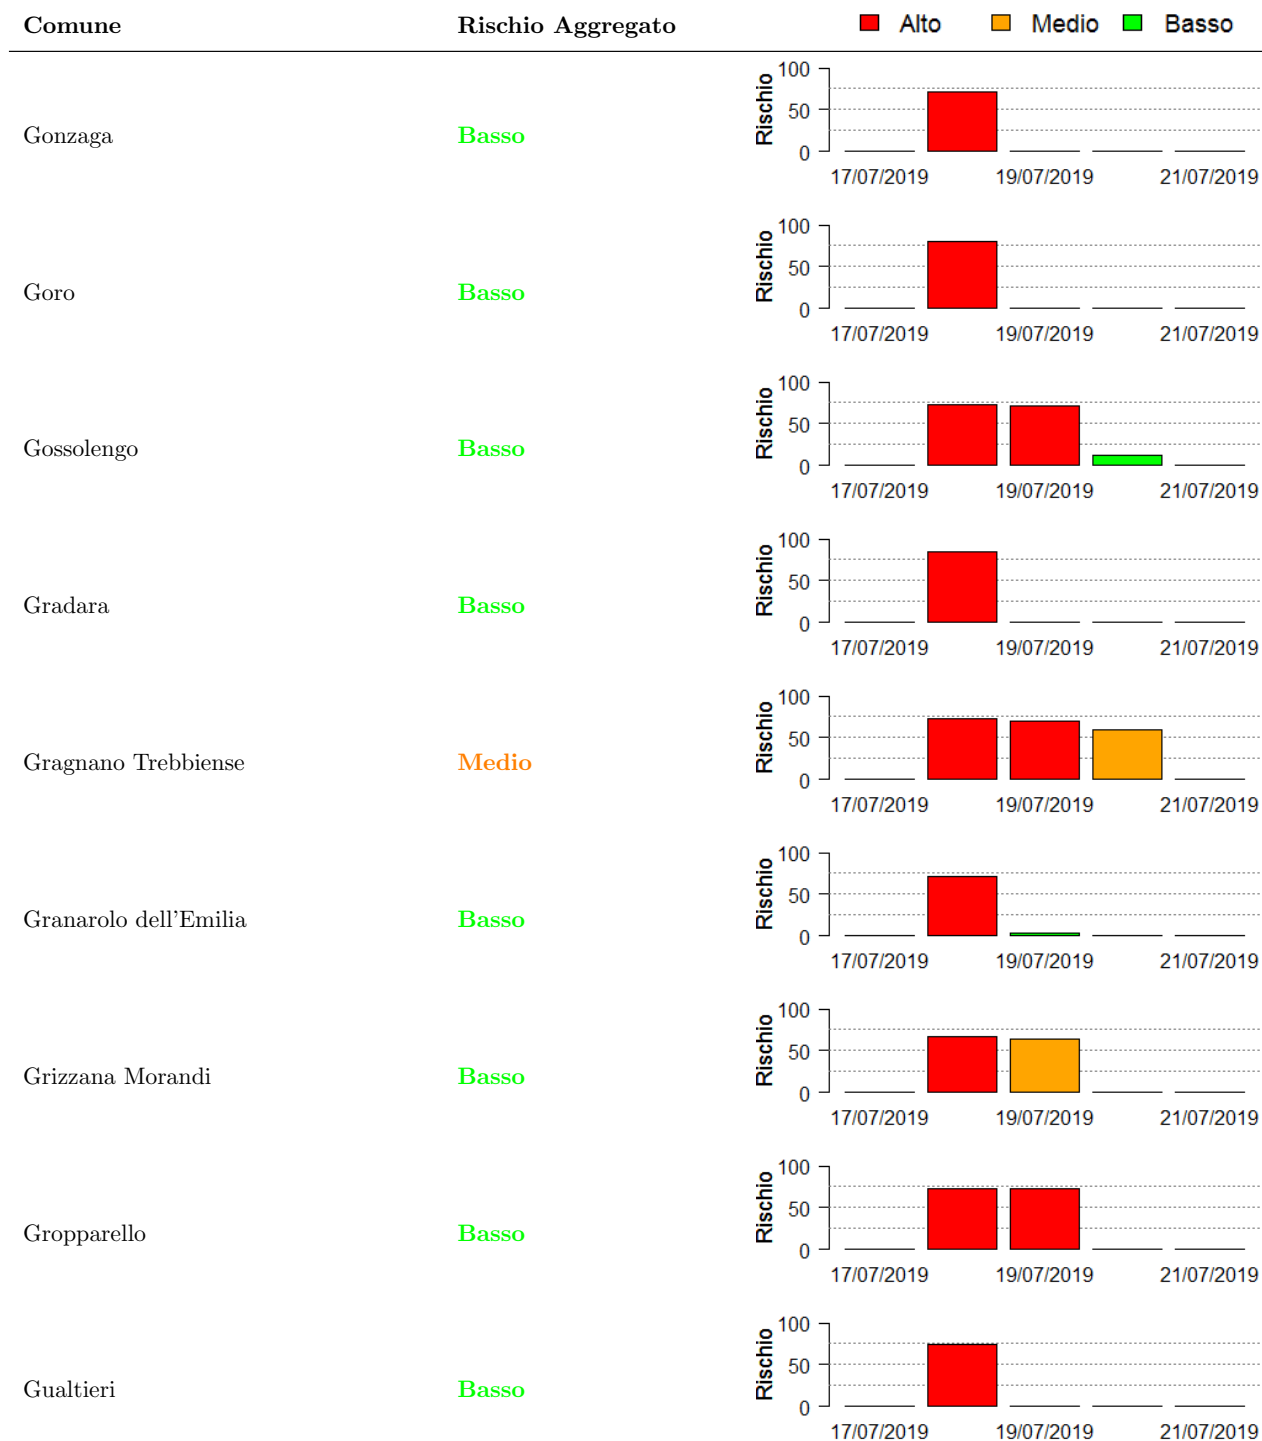 Comune Rischio Aggregato Alto Medio Basso
Gonzaga Basso
Rischio
100
50
0
17/07/2019 19/07/2019 21/07/2019
Goro Basso
Rischio
100
50
0
17/07/2019 19/07/2019 21/07/2019
Gossolengo Basso
Rischio
100
50
0
17/07/2019 19/07/2019 21/07/2019
Gradara Basso
Rischio
100
50
0
17/07/2019 19/07/2019 21/07/2019
Gragnano Trebbiense Medio
Rischio
100
50
0
17/07/2019 19/07/2019 21/07/2019
Granarolo dell'Emilia Basso
Rischio
100
50
0
17/07/2019 19/07/2019 21/07/2019
Grizzana Morandi Basso
Rischio
100
50
0
17/07/2019 19/07/2019 21/07/2019
Gropparello Basso
Rischio
100
50
0
17/07/2019 19/07/2019 21/07/2019
Gualtieri Basso
Rischio
100
50
0
17/07/2019 19/07/2019 21/07/2019